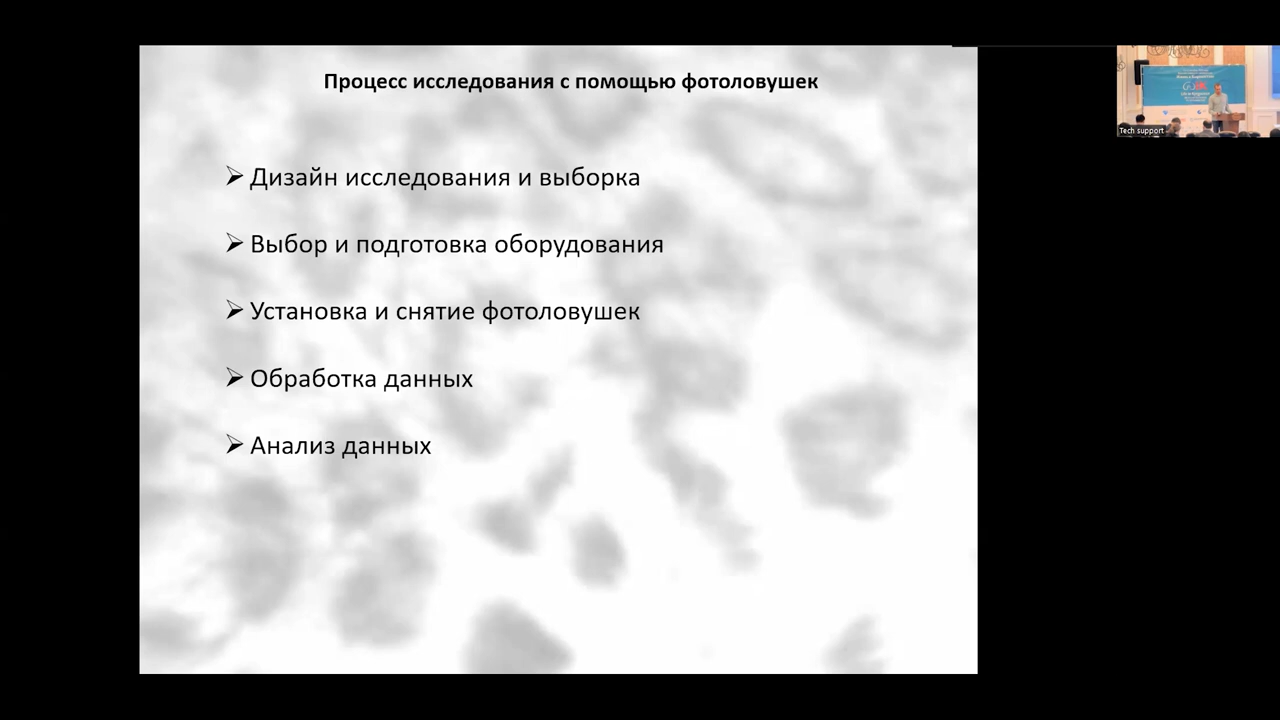 Процесс исследования с помощью фотоловушек
Дизайн исследования и выборка
Выбор и подготовка оборудования
Установка и снятие фотоловушек
Обработка данных
Анализ данных
Tech support